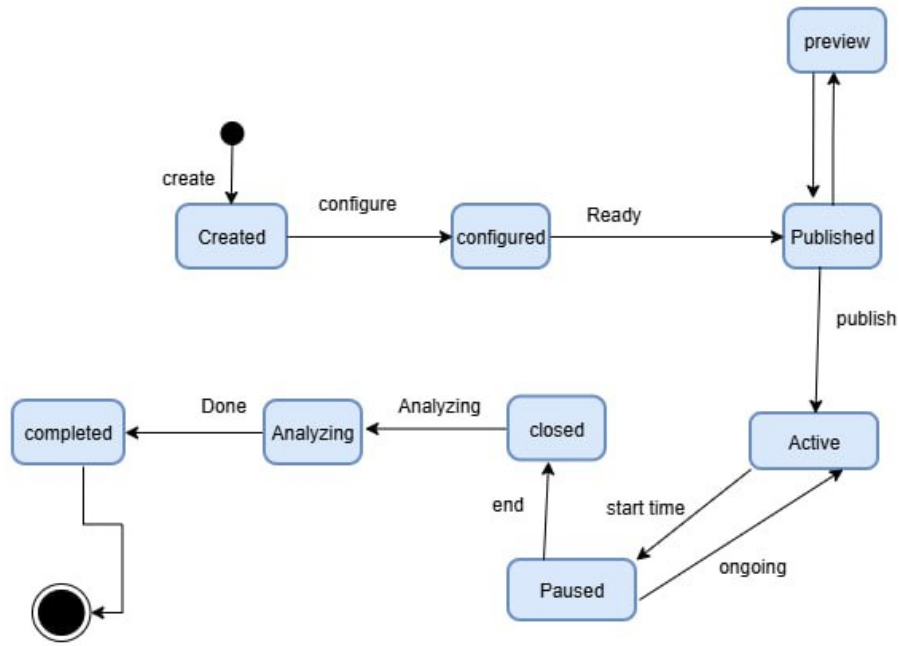 preview
create
configure
Ready
Created
configured
Published
publish
Done
Analyzing
completed
Analyzing
closed
Active
end
start time
ongoing
Paused